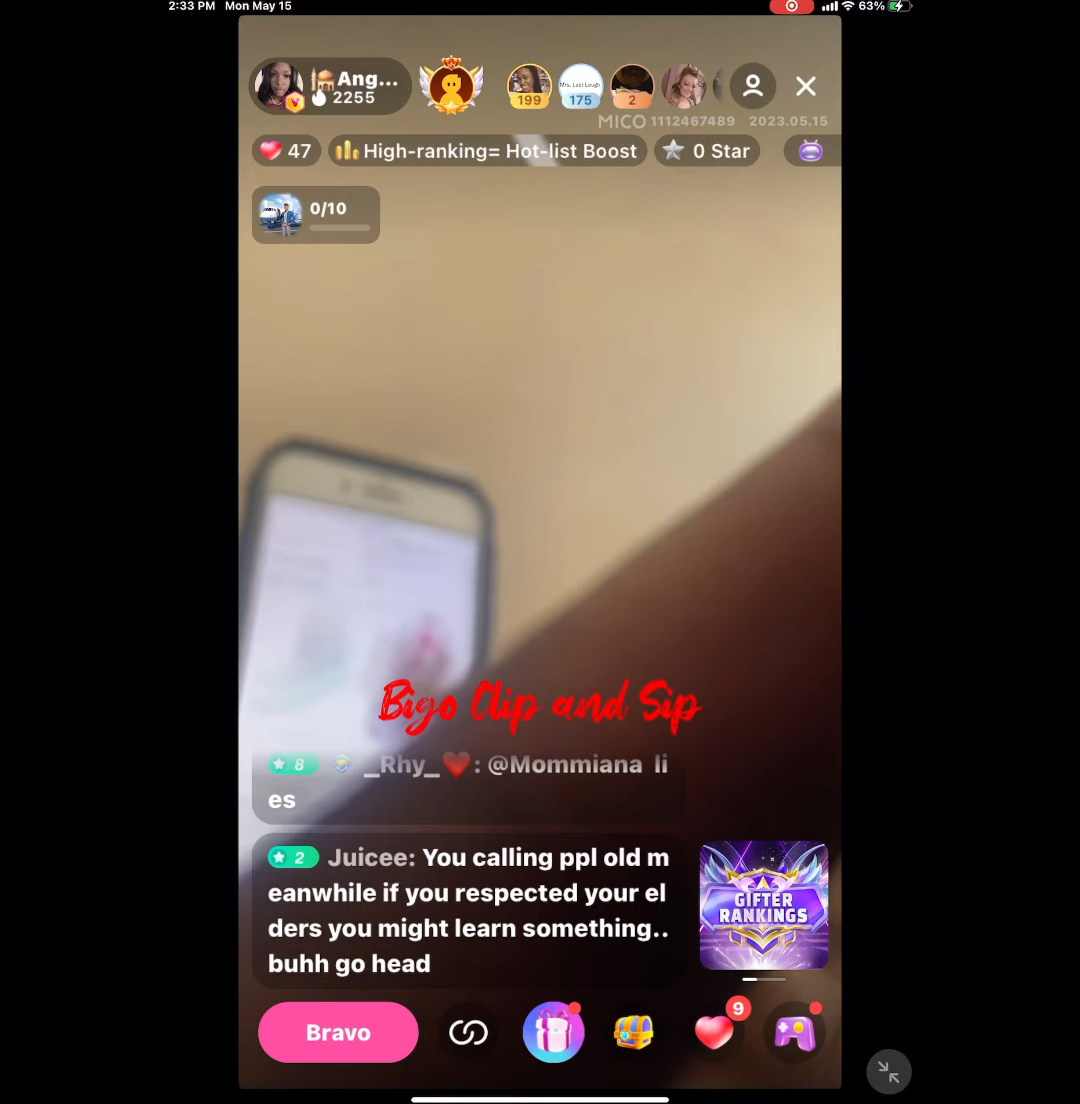 2:33 PM Mon May 15
63%
Ang...
2255
199
Mrs. Last Laugh
175
2
MICO 1112467489 2023.05.15
47
High-ranking= Hot-list Boost
0 Star
0/10
Bigo Clip and Sip
8 _Rhy_❤️: @Mommiana li
es
2 Juicee: You calling ppl old m
eanwhile if you respected your el
ders you might learn something..
buhh go head
GIFTER
RANKINGS
Bravo
9